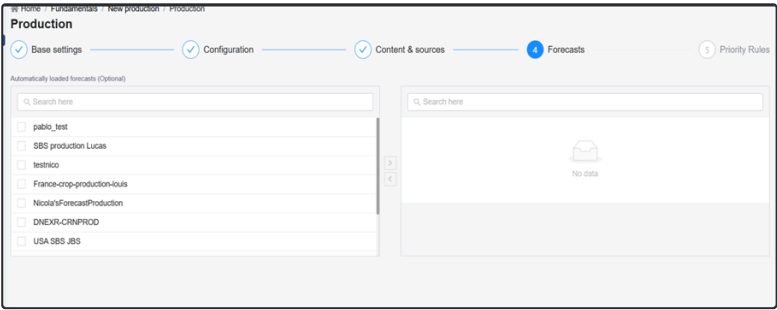 Home / Fundamentals / New production / Production
Production
Base settings
Configuration
Content & sources
4 Forecasts
5 Priority Rules
Automatically loaded forecasts (Optional)
Search here
Search here
pablo_test
SBS production Lucas
testnico
France-crop-production-louis
Nicola'sForecastProduction
DNEXR-CRNPROD
USA SBS JBS
No data